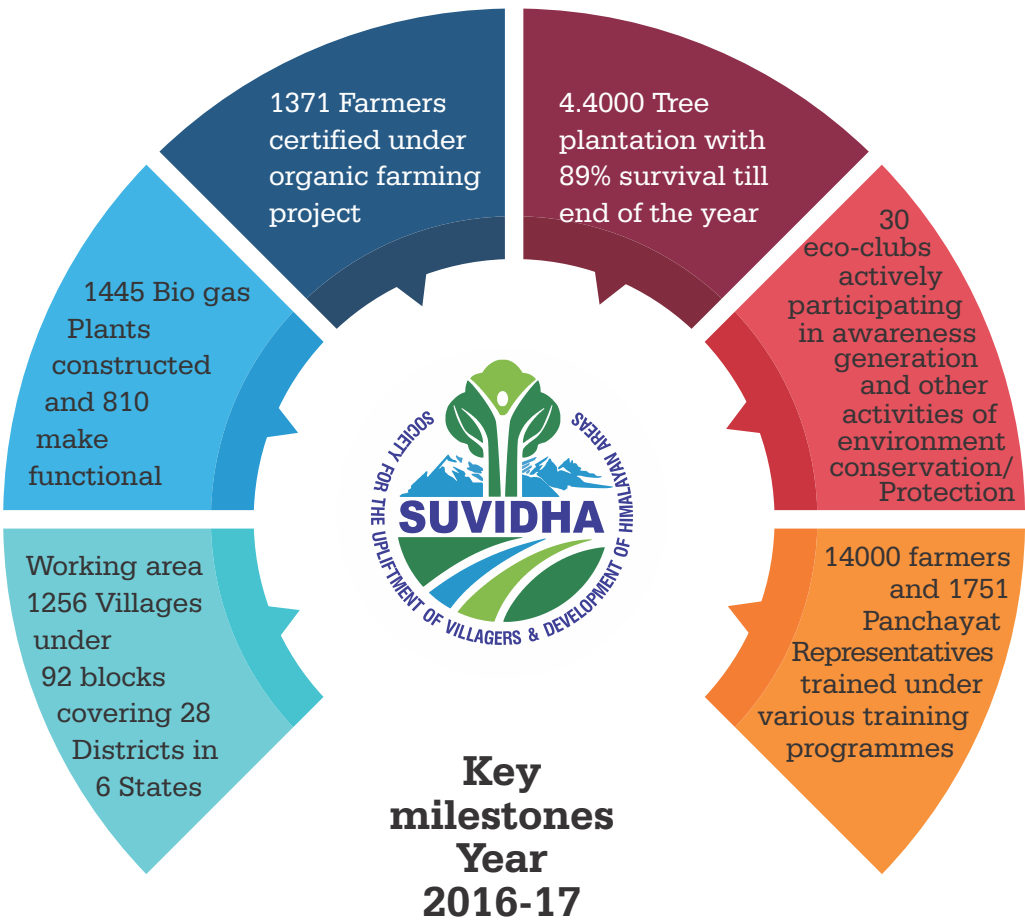 1371 Farmers
certified under
organic farming
project
4.4000 Tree
plantation with
89% survival till
end of the year
1445 Bio gas
Plants
constructed
and 810
make
functional
30
eco-clubs
actively
participating
in awareness
generation
and other
activities of
environment
conservation/
Protection
Working area
1256 Villages
under
92 blocks
covering 28
Districts in
6 States
14000 farmers
and 1751
Panchayat
Representatives
trained under
various training
programmes
SUVIDHA
SOCIETY FOR THE UPLIFTMENT OF VILLAGERS & DEVELOPMENT OF HIMALAYAN AREAS
Key
milestones
Year
2016-17